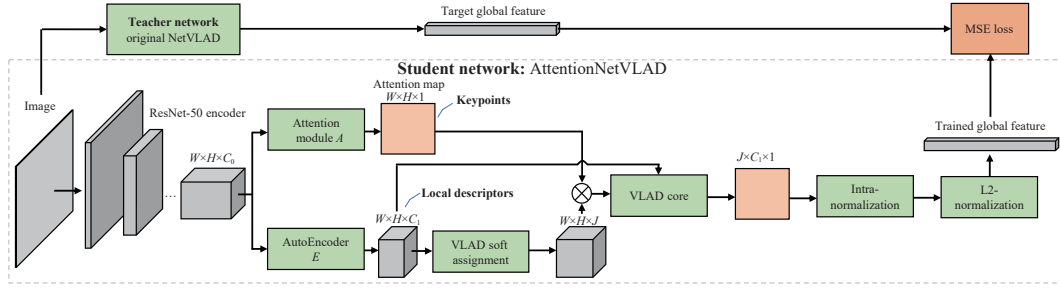 Teacher network
original NetVLAD
Target global feature
MSE loss
Student network: AttentionNetVLAD
Image
ResNet-50 encoder
W×H×C₀
Attention
module A
Attention map
W×H×1
Keypoints
Trained global feature
Local descriptors
W×H×C₁
AutoEncoder
E
VLAD soft
assignment
W×H×J
VLAD core
J×C₁×1
Intra-
normalization
L2-
normalization
...